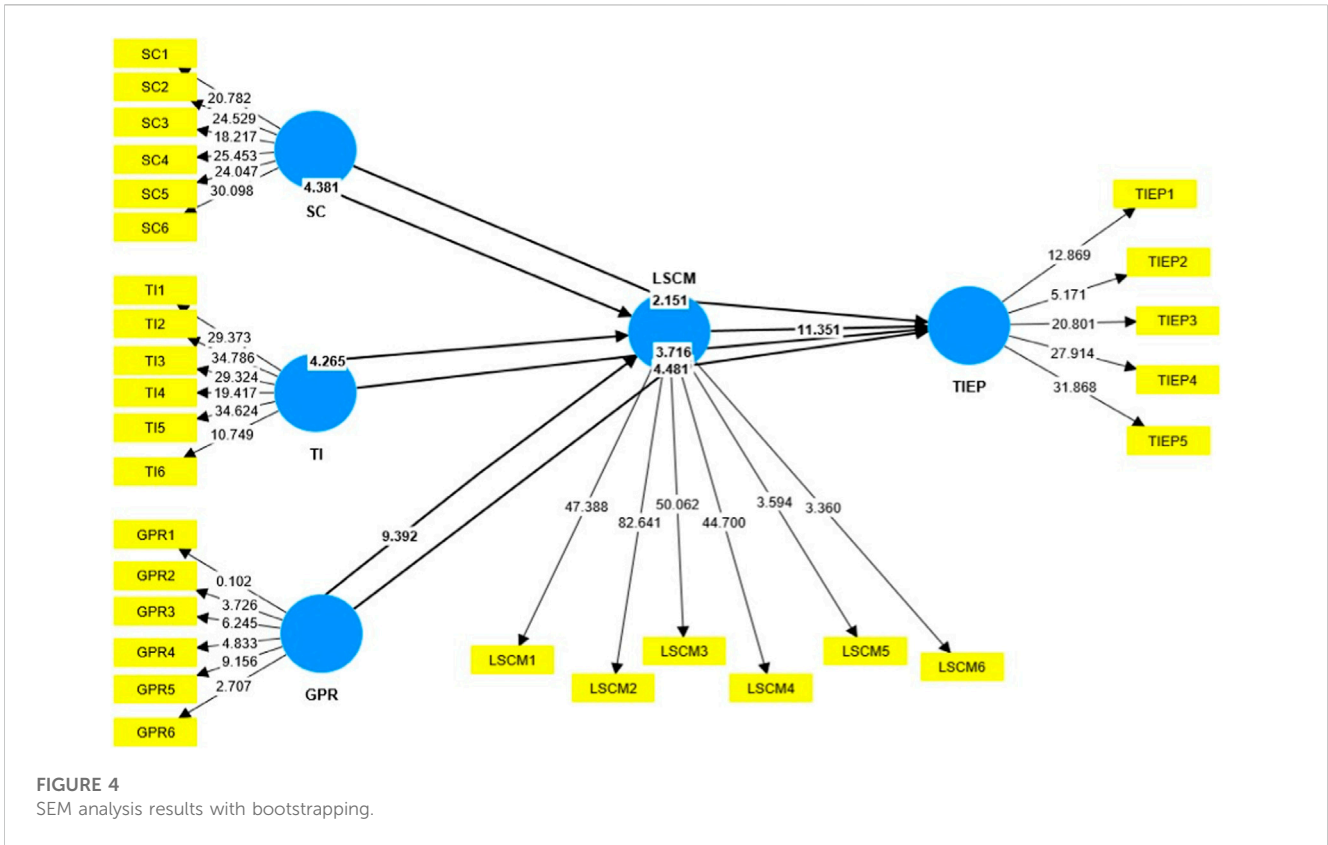 SC1
SC2
SC3
SC4
SC5
SC6
20.782
24.529
18.217
25.453
24.047
30.098
4.381
SC
TI1
TI2
TI3
TI4
TI5
TI6
29.373
34.786
29.324
19.417
34.624
10.749
4.265
TI
GPR1
GPR2
GPR3
GPR4
GPR5
GPR6
0.102
3.726
6.245
4.833
9.156
2.707
9.392
GPR
LSCM
2.151
3.716
4.481
11.351
47.388
82.641
50.062
44.700
3.594
3.360
LSCM1
LSCM2
LSCM3
LSCM4
LSCM5
LSCM6
TIEP
12.869
5.171
20.801
27.914
31.868
TIEP1
TIEP2
TIEP3
TIEP4
TIEP5
FIGURE 4
SEM analysis results with bootstrapping.